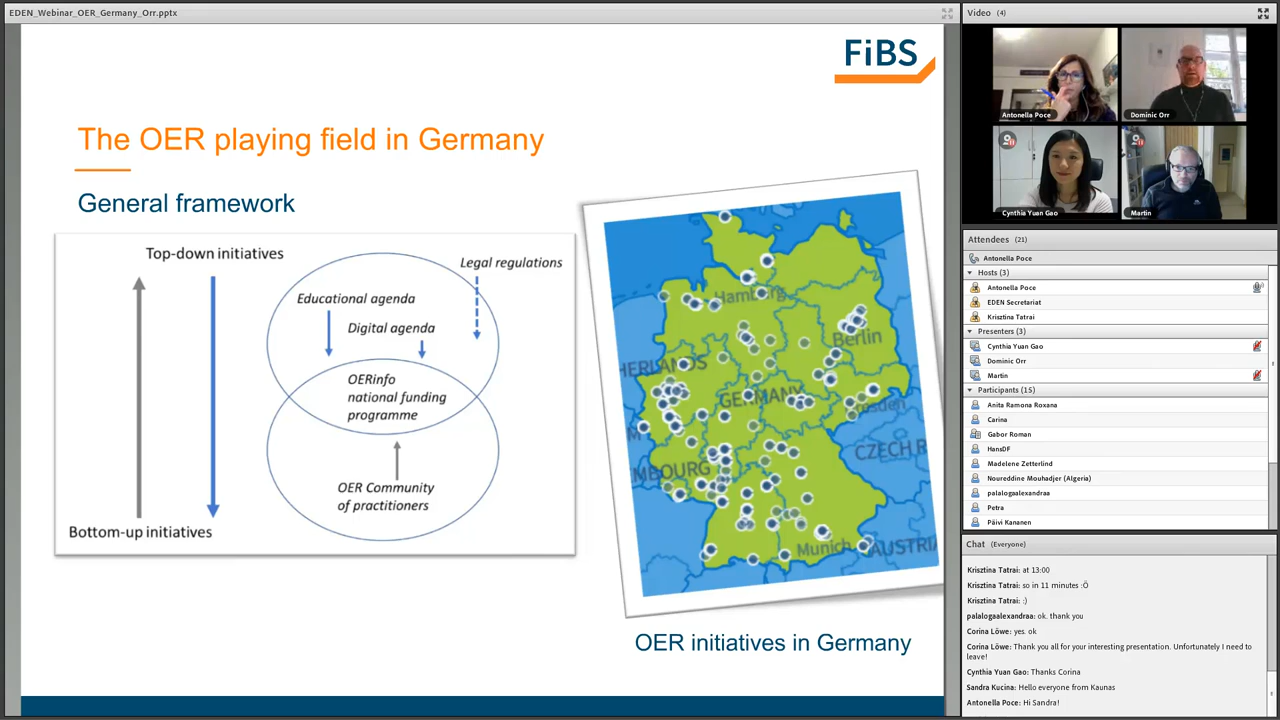 EDEN_Webinar_OER_Germany_Orr.pptx
FiBS
The OER playing field in Germany
General framework
Top-down initiatives
Bottom-up initiatives
Legal regulations
Educational agenda
Digital agenda
OERinfo
national funding
programme
OER Community
of practitioners
Hamburg
Berlin
HERLANDS
GERMANY
CZECH R
MBOURG
Munich
AUSTRIA
OER initiatives in Germany
Video (4)
Antonella Poce
Dominic Orr
Cynthia Yuan Gao
Martin
Attendees (21)
Antonella Poce
Hosts (3)
Antonella Poce
EDEN Secretariat
Krisztina Tatrai
Presenters (3)
Cynthia Yuan Gao
Dominic Orr
Martin
Participants (15)
Anita Ramona Roxana
Carina
Gabor Roman
HansDF
Madelene Zetterlind
Noureddine Mouhadjer (Algeria)
palalogaalexandraa
Petra
Päivi Kananen
Chat (Everyone)
Krisztina Tatrai: at 13:00
Krisztina Tatrai: so in 11 minutes :Ö
Krisztina Tatrai: :)
palalogaalexandraa: ok. thank you
Corina Löwe: yes. ok
Corina Löwe: Thank you all for your interesting presentation. Unfortunately I need to
leave!
Cynthia Yuan Gao: Thanks Corina
Sandra Kucina: Hello everyone from Kaunas
Antonella Poce: Hi Sandra!